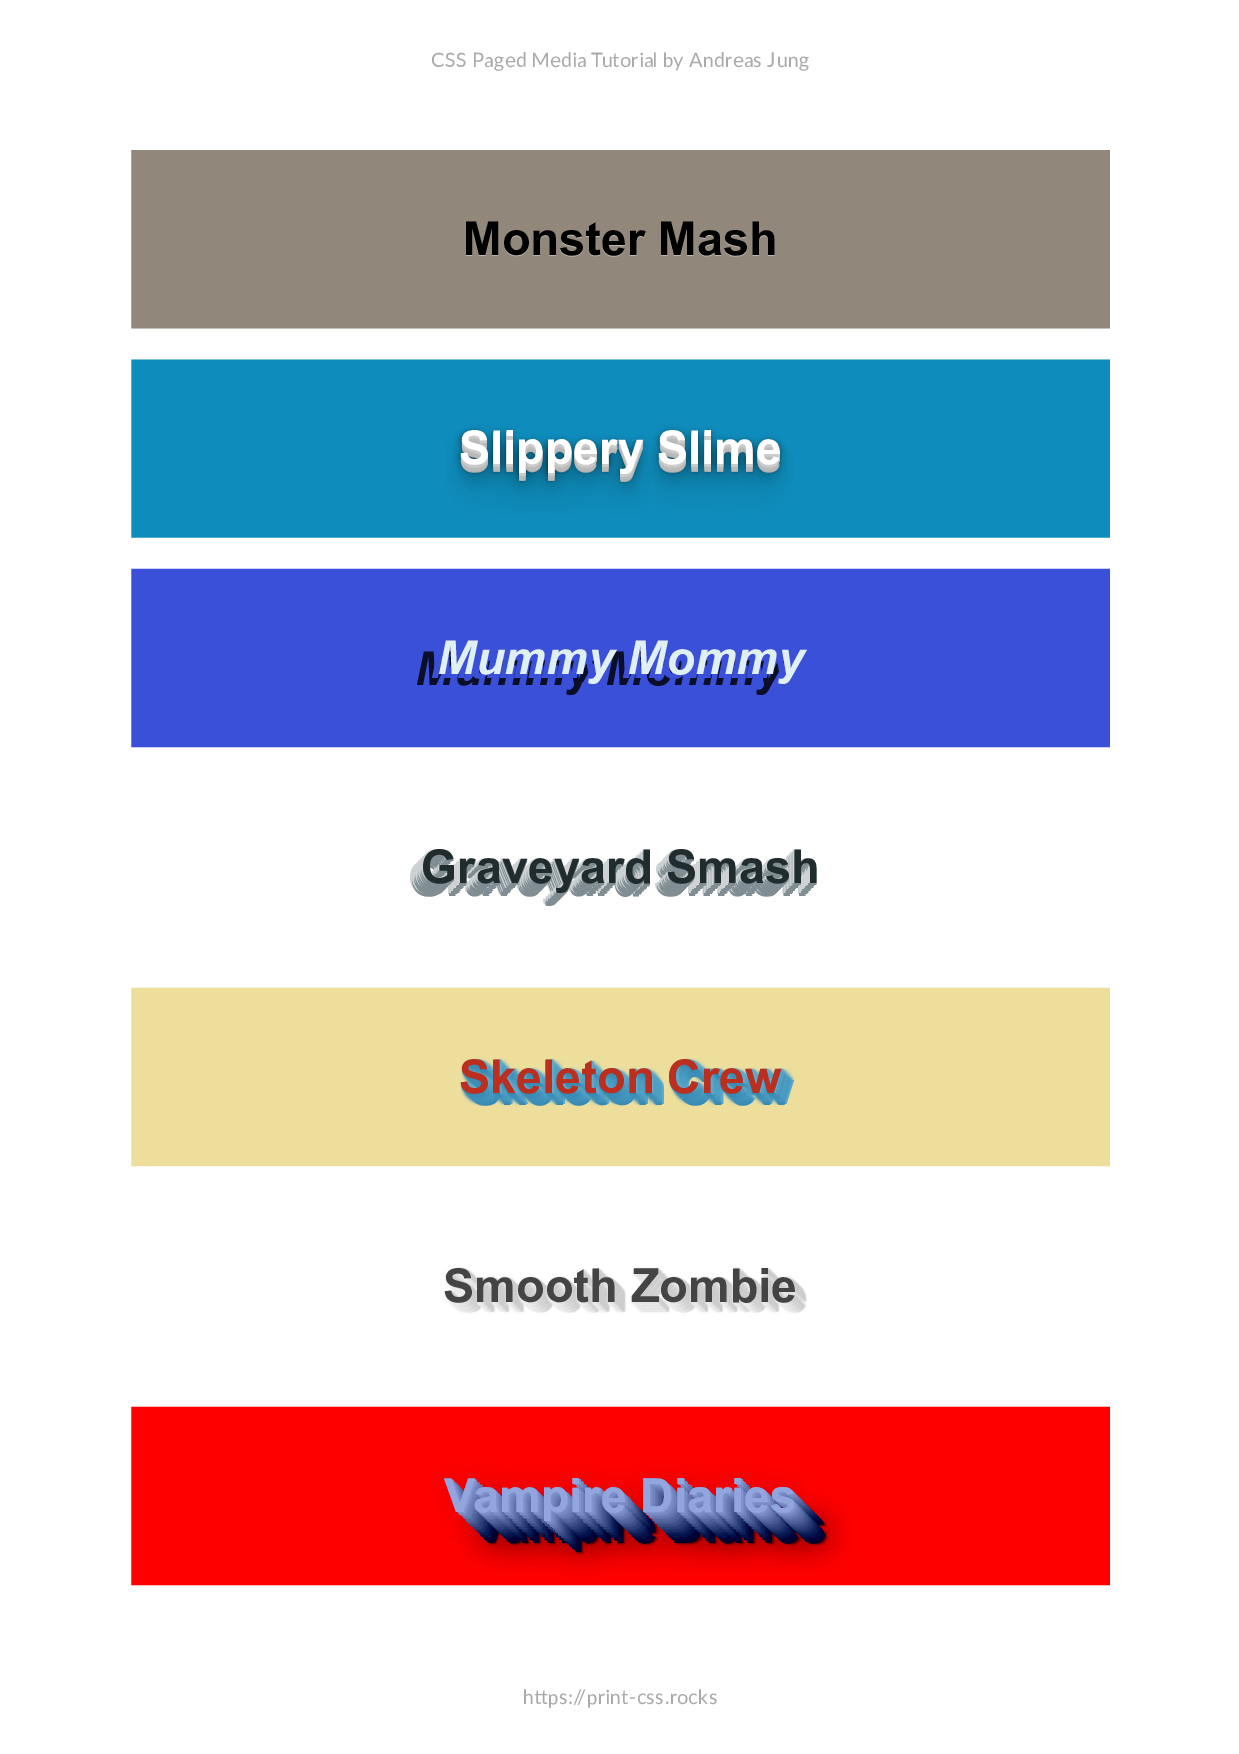 CSS Paged Media Tutorial by Andreas Jung
Monster Mash
Slippery Slime
Mummy Mommy
Graveyard Smash
Skeleton Crew
Smooth Zombie
Vampire Diaries
https://print-css.rocks